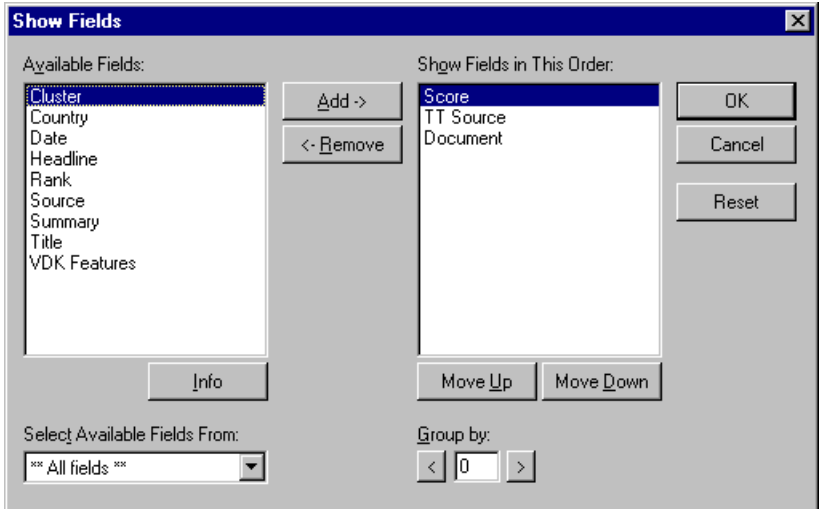 Show Fields
Available Fields:
Cluster
Country
Date
Headline
Rank
Source
Summary
Title
VDK Features
Info
Select Available Fields From:
** All fields **
Add ->
<- Remove
Show Fields in This Order:
Score
TT Source
Document
Move Up
Move Down
Group by:
<
0
>
OK
Cancel
Reset